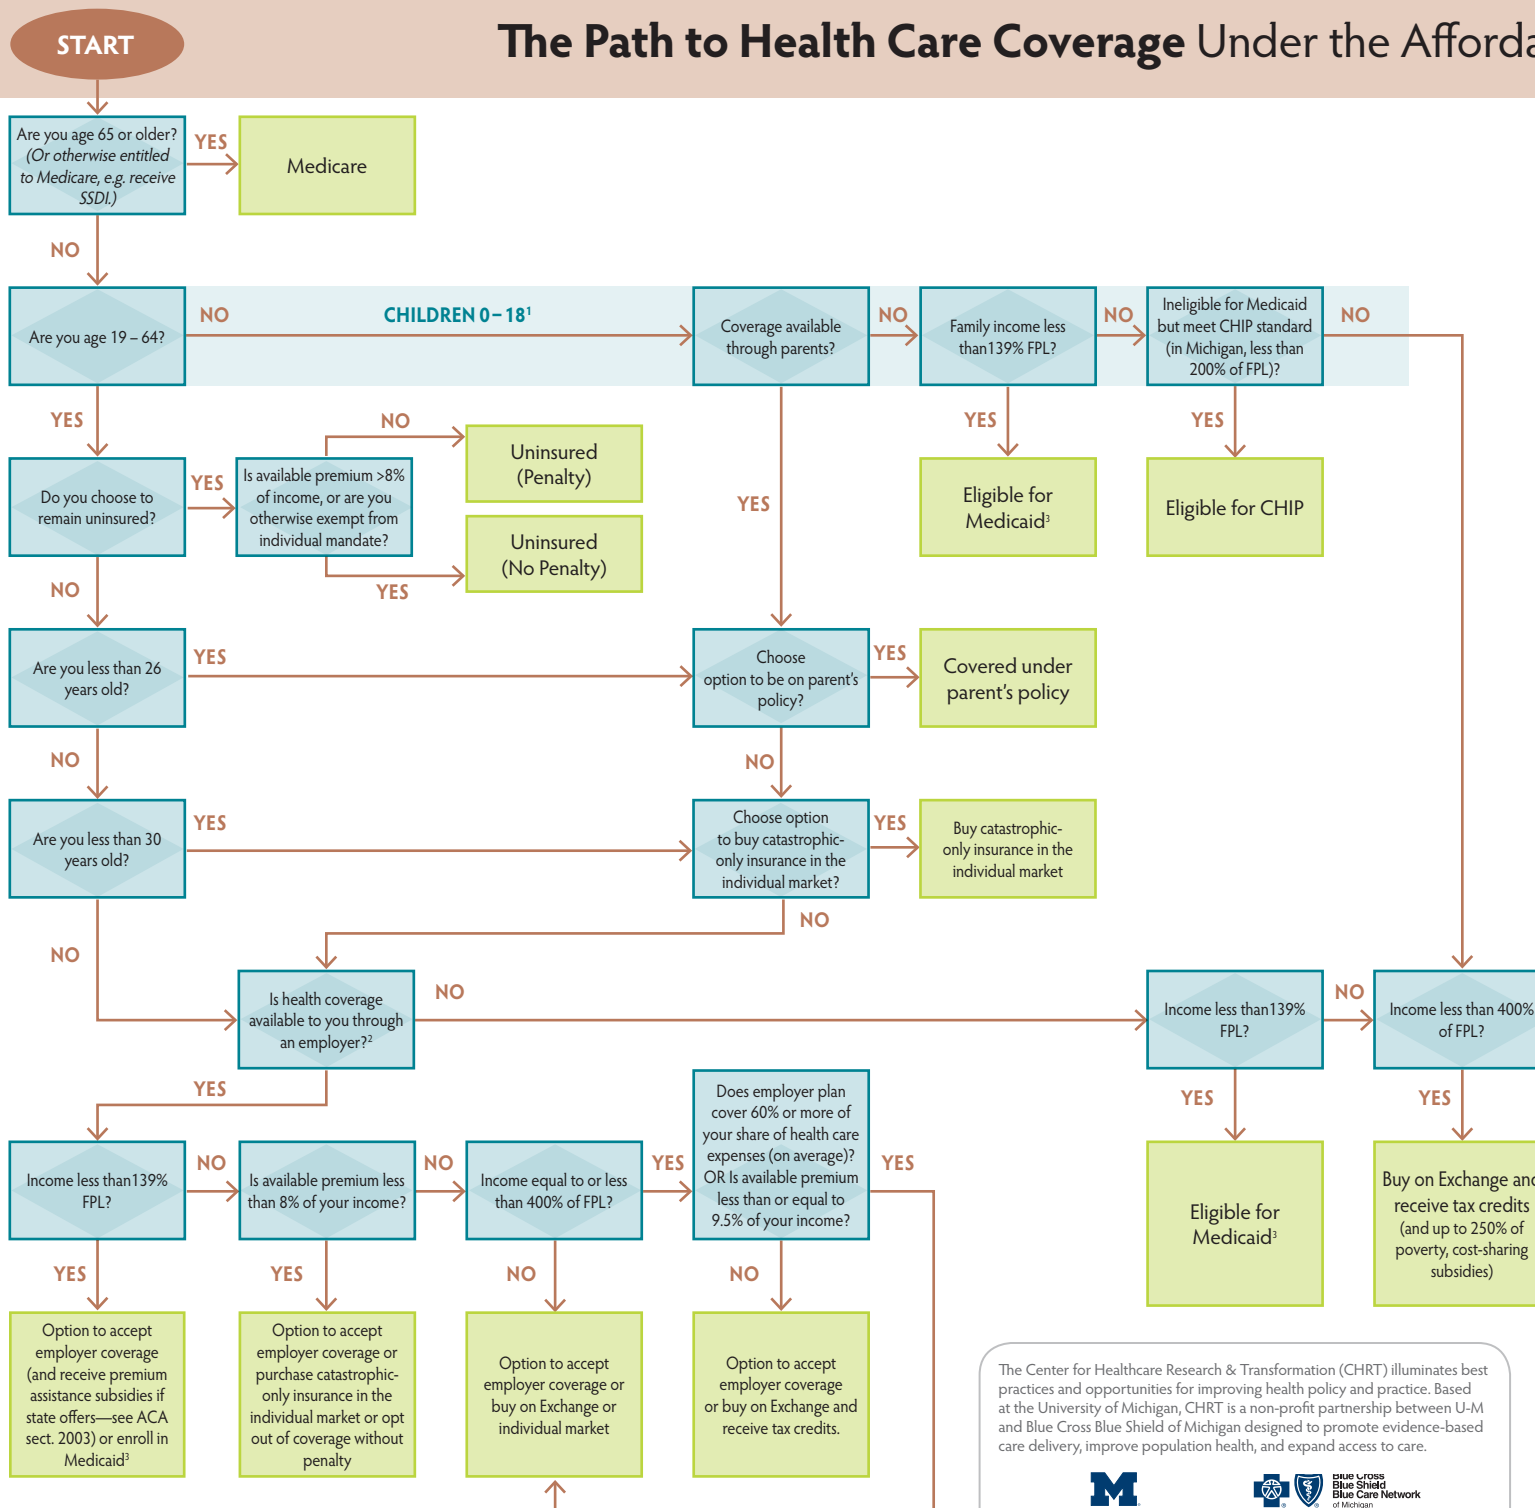 START
The Path to Health Care Coverage Under the Afforda
Are you age 65 or older?
(Or otherwise entitled
to Medicare, e.g. receive
SSDI.)
YES
Medicare
NO
Are you age 19 – 64?
NO
CHILDREN 0 – 18¹
Coverage available
through parents?
NO
Family income less
than139% FPL?
NO
Ineligible for Medicaid
but meet CHIP standard
(in Michigan, less than
200% of FPL)?
NO
YES
YES
YES
YES
Do you choose to
remain uninsured?
YES
Is available premium >8%
of income, or are you
otherwise exempt from
individual mandate?
NO
Uninsured
(Penalty)
YES
Uninsured
(No Penalty)
Eligible for
Medicaid³
Eligible for CHIP
NO
Are you less than 26
years old?
YES
Choose
option to be on parent's
policy?
YES
Covered under
parent's policy
NO
NO
Are you less than 30
years old?
YES
Choose option
to buy catastrophic-
only insurance in the
individual market?
YES
Buy catastrophic-
only insurance in the
individual market
NO
NO
Is health coverage
available to you through
an employer?²
NO
Income less than139%
FPL?
NO
Income less than 400%
of FPL?
YES
YES
YES
Income less than139%
FPL?
NO
Is available premium less
than 8% of your income?
NO
Income equal to or less
than 400% of FPL?
YES
Does employer plan
cover 60% or more of
your share of health care
expenses (on average)?
OR Is available premium
less than or equal to
9.5% of your income?
YES
Eligible for
Medicaid³
Buy on Exchange and
receive tax credits
(and up to 250% of
poverty, cost-sharing
subsidies)
YES
YES
NO
NO
Option to accept
employer coverage
(and receive premium
assistance subsidies if
state offers—see ACA
sect. 2003) or enroll in
Medicaid³
Option to accept
employer coverage or
purchase catastrophic-
only insurance in the
individual market or opt
out of coverage without
penalty
Option to accept
employer coverage or
buy on Exchange or
individual market
Option to accept
employer coverage
or buy on Exchange and
receive tax credits.
The Center for Healthcare Research & Transformation (CHRT) illuminates best
practices and opportunities for improving health policy and practice. Based
at the University of Michigan, CHRT is a non-profit partnership between U-M
and Blue Cross Blue Shield of Michigan designed to promote evidence-based
care delivery, improve population health, and expand access to care.
M
Blue Cross
Blue Shield
Blue Care Network
of Michigan